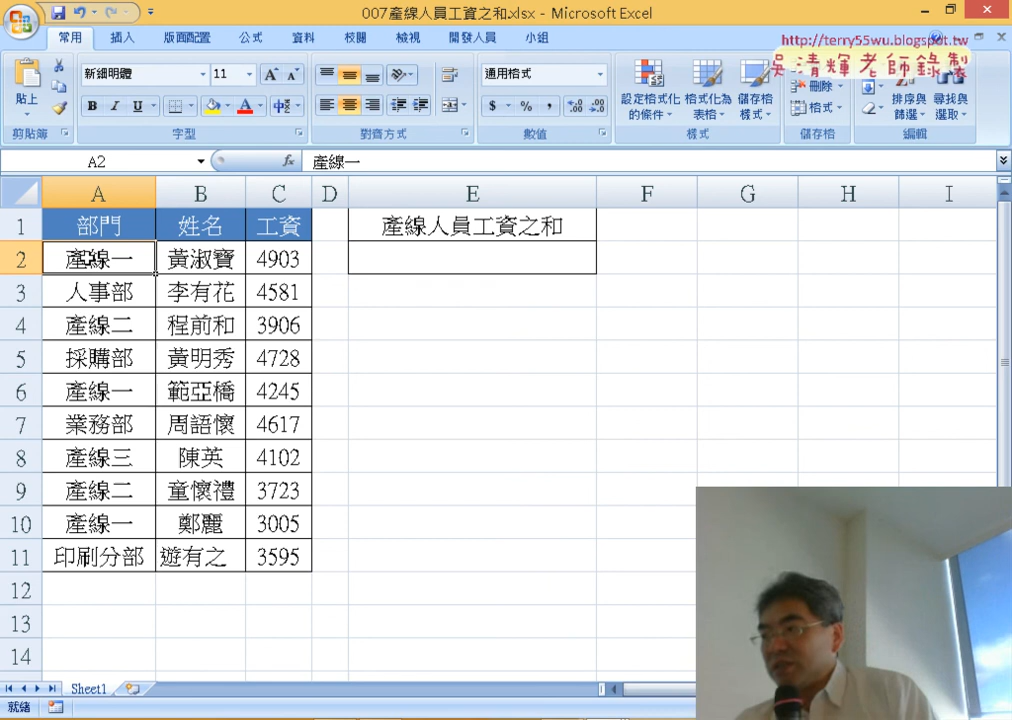 007產線人員工資之和.xlsx - Microsoft Excel
常用 插入 版面配置 公式 資料 校閱 檢視 開發人員 小組
http://terry55wu.blogspot.tw
吳清輝老師錄製
貼上 新細明體 11 通用格式 設定格式化的條件 格式化為表格 儲存格樣式 刪除 格式 排序與篩選 尋找與選取
B I U A $ % ,
剪貼簿 字型 對齊方式 數值 樣式 儲存格 編輯
A2 fx 產線一
A B C D E F G H I
1 部門 姓名 工資 產線人員工資之和
2 產線一 黃淑寶 4903
3 人事部 李有花 4581
4 產線二 程前和 3906
5 採購部 黃明秀 4728
6 產線一 範亞橋 4245
7 業務部 周語懷 4617
8 產線三 陳英 4102
9 產線二 童懷禮 3723
10 產線一 鄭麗 3005
11 印刷分部 遊有之 3595
12
13
14
Sheet1
就緒